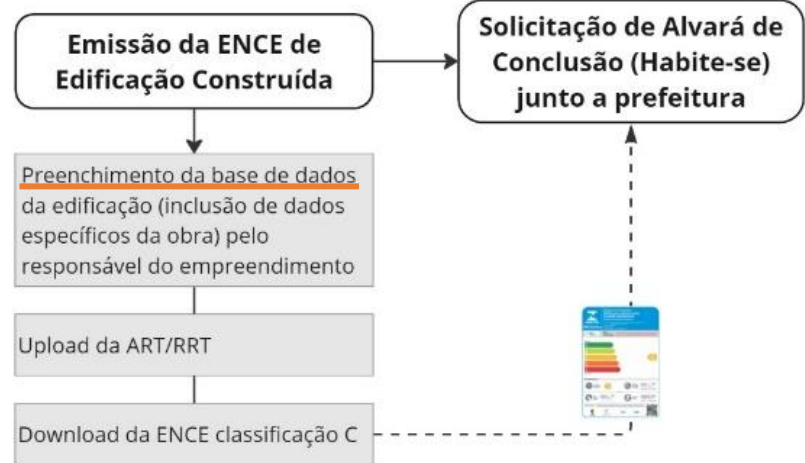 Emissão da ENCE de
Edificação Construída
Solicitação de Alvará de
Conclusão (Habite-se)
junto a prefeitura
Preenchimento da base de dados
da edificação (inclusão de dados
específicos da obra) pelo
responsável do empreendimento
Upload da ART/RRT
Download da ENCE classificação C